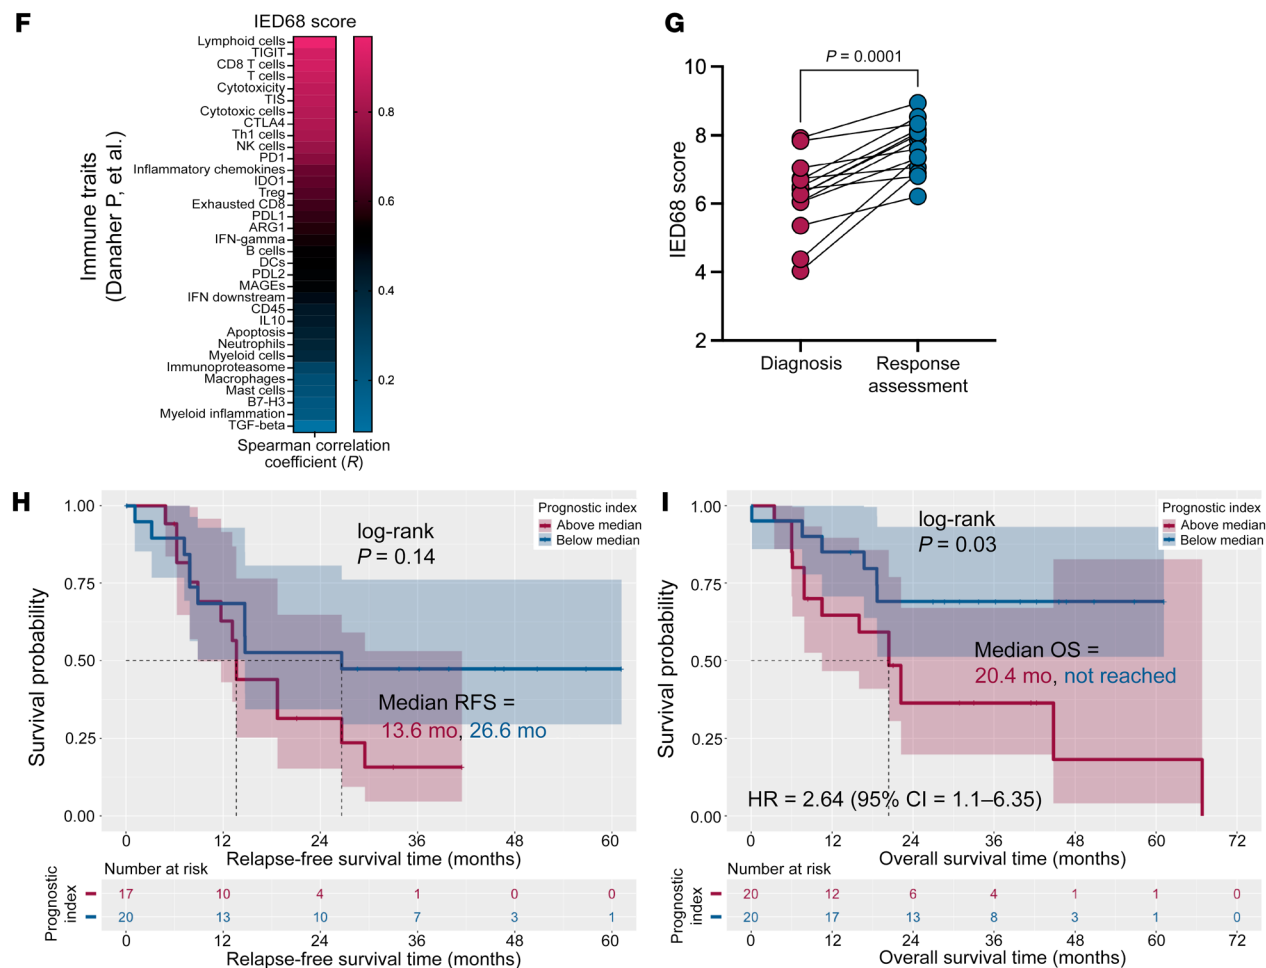 F
IED68 score
Immune traits
(Danaher P, et al.)
Lymphoid cells
TIGIT
CD8 T cells
T cells
Cytotoxicity
TIS
Cytotoxic cells
CTLA4
Th1 cells
NK cells
PD1
Inflammatory chemokines
IDO1
Treg
Exhausted CD8
PDL1
ARG1
IFN-gamma
B cells
DCs
PDL2
MAGEs
IFN downstream
CD45
IL10
Apoptosis
Neutrophils
Myeloid cells
Immunoproteasome
Macrophages
Mast cells
B7-H3
Myeloid inflammation
TGF-beta
0.8
0.6
0.4
0.2
Spearman correlation
coefficient (R)
G
P = 0.0001
IED68 score
10
8
6
4
2
Diagnosis
Response
assessment
H
Survival probability
1.00
0.75
0.50
0.25
0.00
log-rank
P = 0.14
Prognostic index
Above median
Below median
Median RFS =
13.6 mo, 26.6 mo
0 12 24 36 48 60
Relapse-free survival time (months)
Number at risk
Prognostic
index
17 10 4 1 0 0
20 13 10 7 3 1
0 12 24 36 48 60
Relapse-free survival time (months)
I
Survival probability
1.00
0.75
0.50
0.25
0.00
log-rank
P = 0.03
Prognostic index
Above median
Below median
Median OS =
20.4 mo, not reached
HR = 2.64 (95% CI = 1.1–6.35)
0 12 24 36 48 60 72
Overall survival time (months)
Number at risk
Prognostic
index
20 12 6 4 1 1 0
20 17 13 8 3 1 0
0 12 24 36 48 60 72
Overall survival time (months)